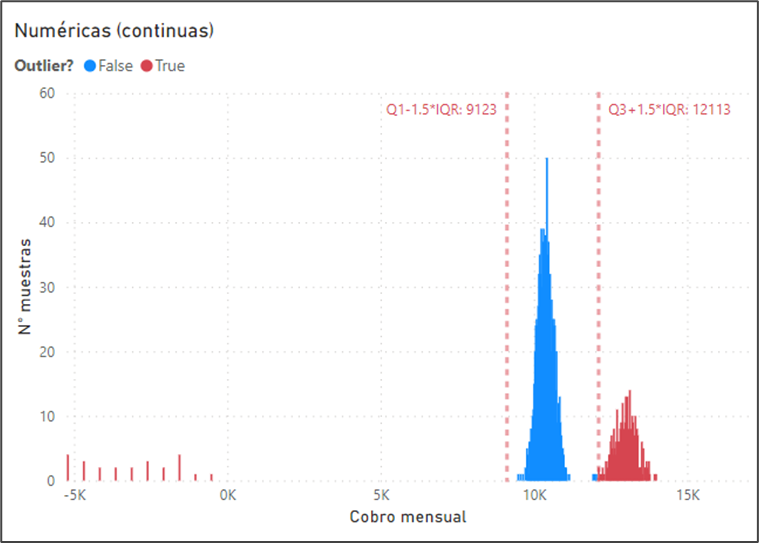 Numéricas (continuas)
Outlier? False True
Q1-1.5*IQR: 9123
Q3+1.5*IQR: 12113
60
50
40
30
20
10
0
N° muestras
-5K 0K 5K 10K 15K
Cobro mensual